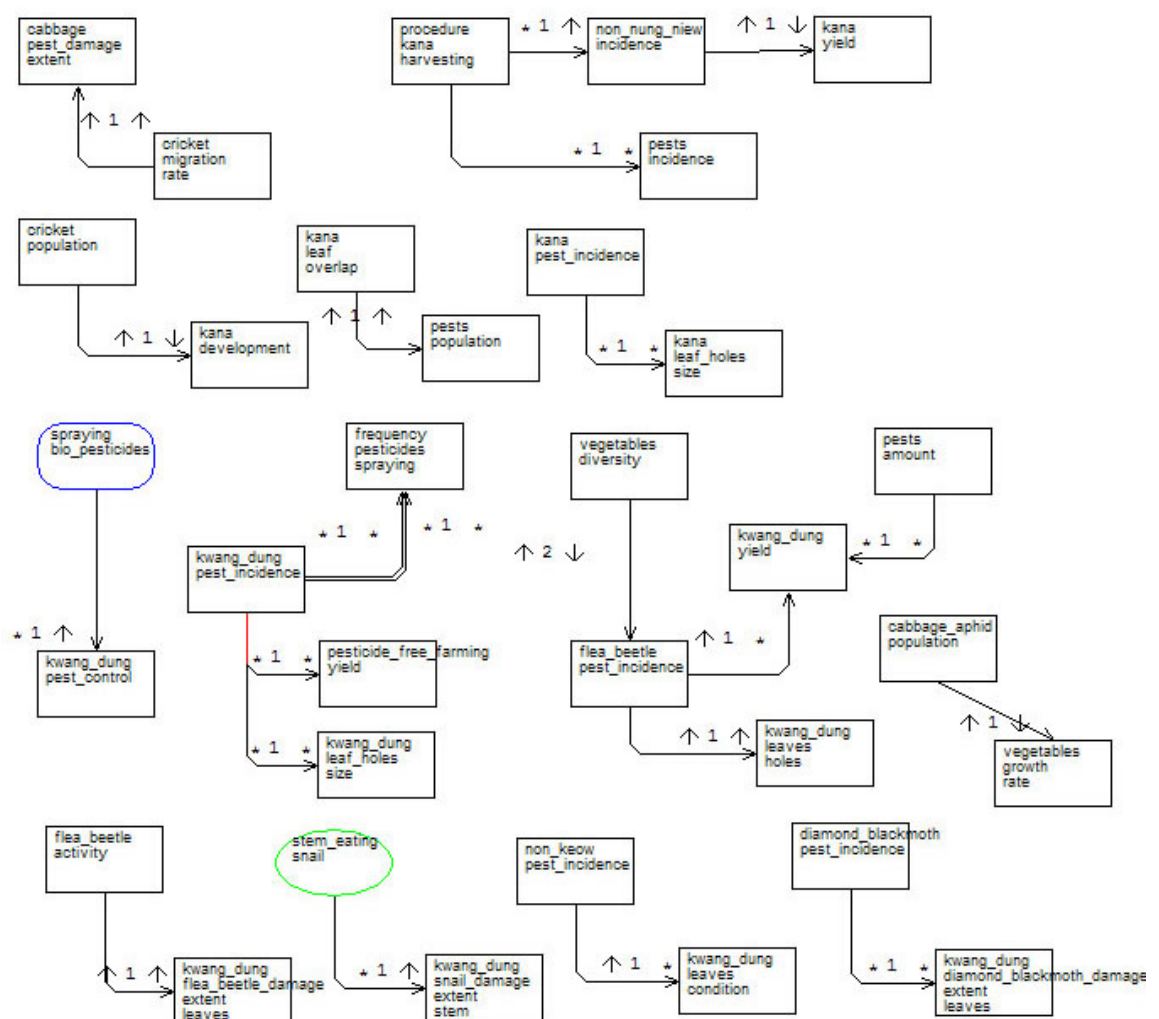 cabbage
pest_damage
extent
procedure
kana
harvesting
* 1 ↑
non_nung_niew
incidence
↑ 1 ↓
kana
yield
↑ 1 ↑
cricket
migration
rate
* 1 *
pests
incidence
cricket
population
kana
leaf
overlap
kana
pest_incidence
↑ 1 ↓
kana
development
↑ 1 ↑
pests
population
* 1 *
kana
leaf_holes
size
spraying
bio_pesticides
frequency
pesticides
spraying
vegetables
diversity
pests
amount
* 1 *
* 1 *
↑ 2 ↓
kwang_dung
yield
* 1 *
kwang_dung
pest_incidence
* 1 ↑
kwang_dung
pest_control
* 1 *
pesticide_free_farming
yield
flea_beetle
pest_incidence
↑ 1 *
cabbage_aphid
population
* 1 *
kwang_dung
leaf_holes
size
↑ 1 ↑
kwang_dung
leaves
holes
↑ 1 ↓
vegetables
growth
rate
flea_beetle
activity
stem_eating
snail
non_keow
pest_incidence
diamond_blackmoth
pest_incidence
↑ 1 ↑
kwang_dung
flea_beetle_damage
extent
leaves
* 1 ↑
kwang_dung
snail_damage
extent
stem
↑ 1 *
kwang_dung
leaves
condition
* 1 *
kwang_dung
diamond_blackmoth_damage
extent
leaves